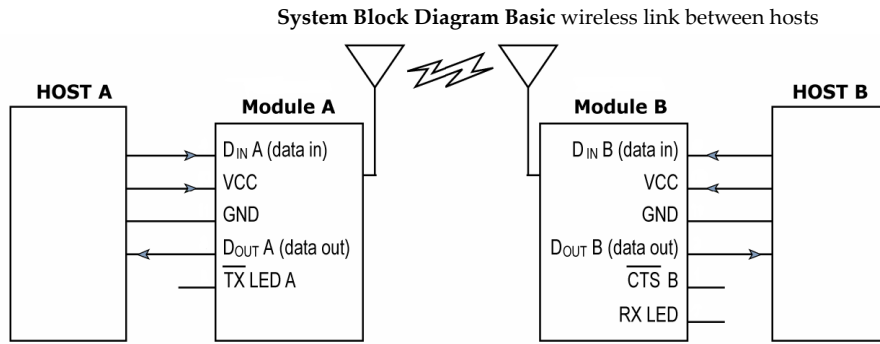 System Block Diagram Basic wireless link between hosts
HOST A
Module A
Module B
HOST B
DIN A (data in)
VCC
GND
DOUT A (data out)
TX LED A
DIN B (data in)
VCC
GND
DOUT B (data out)
CTS B
RX LED